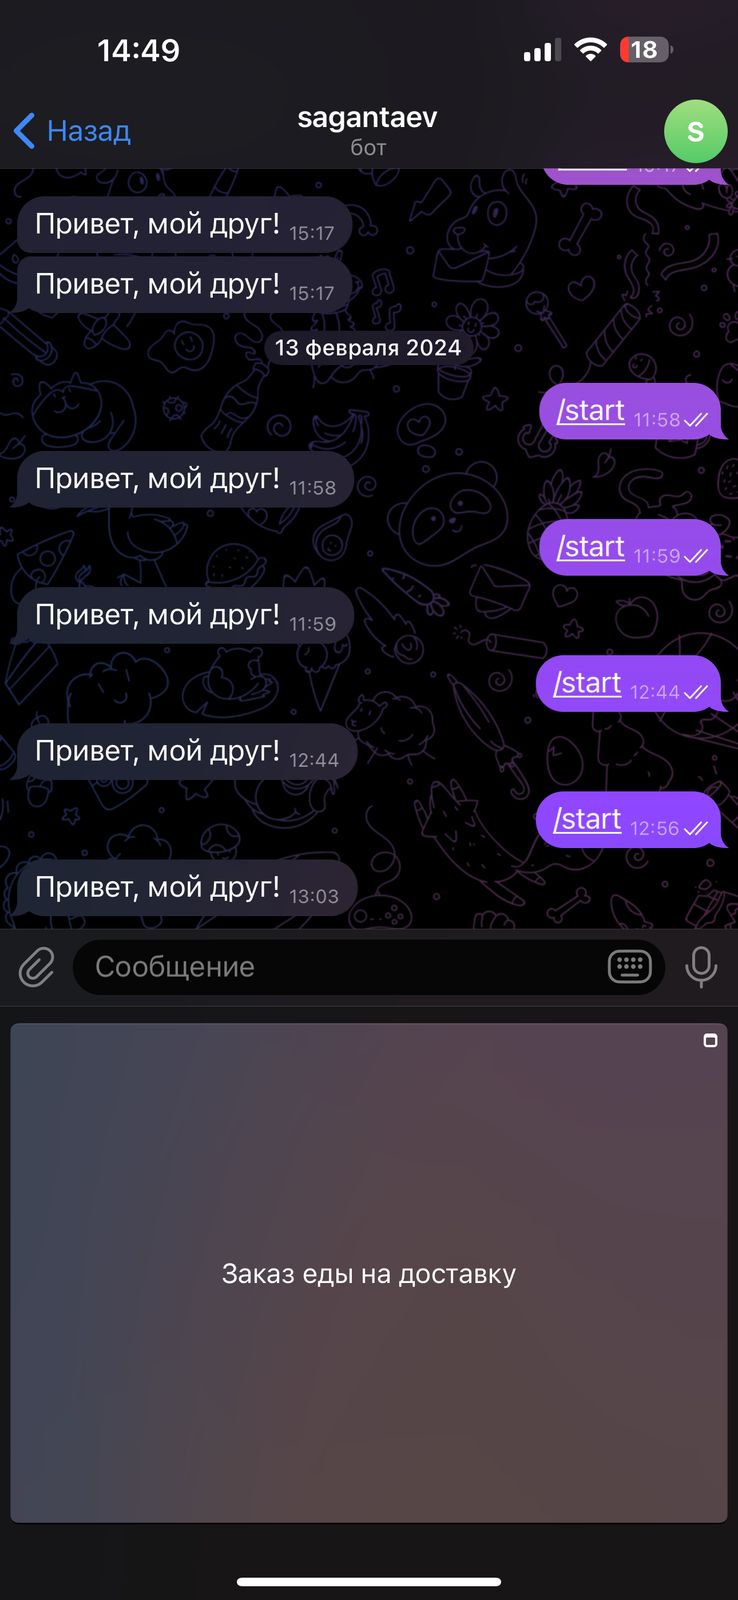 14:49
18
Назад
sagantaev
бот
S
Привет, мой друг! 15:17
Привет, мой друг! 15:17
13 февраля 2024
/start 11:58
Привет, мой друг! 11:58
/start 11:59
Привет, мой друг! 11:59
/start 12:44
Привет, мой друг! 12:44
/start 12:56
Привет, мой друг! 13:03
Сообщение
Заказ еды на доставку